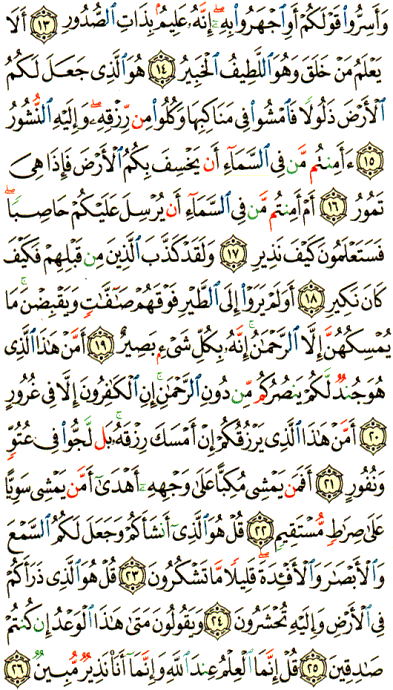 وَأَسِرُّوا۟ قَوْلَكُمْ أَوِ ٱجْهَرُوا۟ بِهِۦٓ ۖ إِنَّهُۥ عَلِيمٌۢ بِذَاتِ ٱلصُّدُورِ ﴿١٣﴾ أَلَا
يَعْلَمُ مَنْ خَلَقَ وَهُوَ ٱللَّطِيفُ ٱلْخَبِيرُ ﴿١٤﴾ هُوَ ٱلَّذِى جَعَلَ لَكُمُ
ٱلْأَرْضَ ذَلُولًا فَٱمْشُوا۟ فِى مَنَاكِبِهَا وَكُلُوا۟ مِن رِّزْقِهِۦ ۖ وَإِلَيْهِ ٱلنُّشُورُ
﴿١٥﴾ ءَأَمِنتُم مَّن فِى ٱلسَّمَآءِ أَن يَخْسِفَ بِكُمُ ٱلْأَرْضَ فَإِذَا هِىَ
تَمُورُ ﴿١٦﴾ أَمْ أَمِنتُم مَّن فِى ٱلسَّمَآءِ أَن يُرْسِلَ عَلَيْكُمْ حَاصِبًا ۖ
فَسَتَعْلَمُونَ كَيْفَ نَذِيرِ ﴿١٧﴾ وَلَقَدْ كَذَّبَ ٱلَّذِينَ مِن قَبْلِهِمْ فَكَيْفَ
كَانَ نَكِيرِ ﴿١٨﴾ أَوَلَمْ يَرَوْا۟ إِلَى ٱلطَّيْرِ فَوْقَهُمْ صَٰٓفَّٰتٍ وَيَقْبِضْنَ ۚ مَا
يُمْسِكُهُنَّ إِلَّا ٱلرَّحْمَٰنُ ۚ إِنَّهُۥ بِكُلِّ شَىْءٍۭ بَصِيرٌ ﴿١٩﴾ أَمَّنْ هَٰذَا ٱلَّذِى
هُوَ جُندٌ لَّكُمْ يَنصُرُكُم مِّن دُونِ ٱلرَّحْمَٰنِ ۚ إِنِ ٱلْكَٰفِرُونَ إِلَّا فِى غُرُورٍ
﴿٢٠﴾ أَمَّنْ هَٰذَا ٱلَّذِى يَرْزُقُكُمْ إِنْ أَمْسَكَ رِزْقَهُۥ ۚ بَل لَّجُّوا۟ فِى عُتُوٍّ
وَنُفُورٍ ﴿٢١﴾ أَفَمَن يَمْشِى مُكِبًّا عَلَىٰ وَجْهِهِۦٓ أَهْدَىٰٓ أَمَّن يَمْشِى سَوِيًّا
عَلَىٰ صِرَٰطٍ مُّسْتَقِيمٍ ﴿٢٢﴾ قُلْ هُوَ ٱلَّذِىٓ أَنشَأَكُمْ وَجَعَلَ لَكُمُ ٱلسَّمْعَ
وَٱلْأَبْصَٰرَ وَٱلْأَفْـِٔدَةَ ۖ قَلِيلًا مَّا تَشْكُرُونَ ﴿٢٣﴾ قُلْ هُوَ ٱلَّذِى ذَرَأَكُمْ
فِى ٱلْأَرْضِ وَإِلَيْهِ تُحْشَرُونَ ﴿٢٤﴾ وَيَقُولُونَ مَتَىٰ هَٰذَا ٱلْوَعْدُ إِن كُنتُمْ
صَٰدِقِينَ ﴿٢٥﴾ قُلْ إِنَّمَا ٱلْعِلْمُ عِندَ ٱللَّهِ وَإِنَّمَآ أَنَا۠ نَذِيرٌ مُّبِينٌ ﴿٢٦﴾